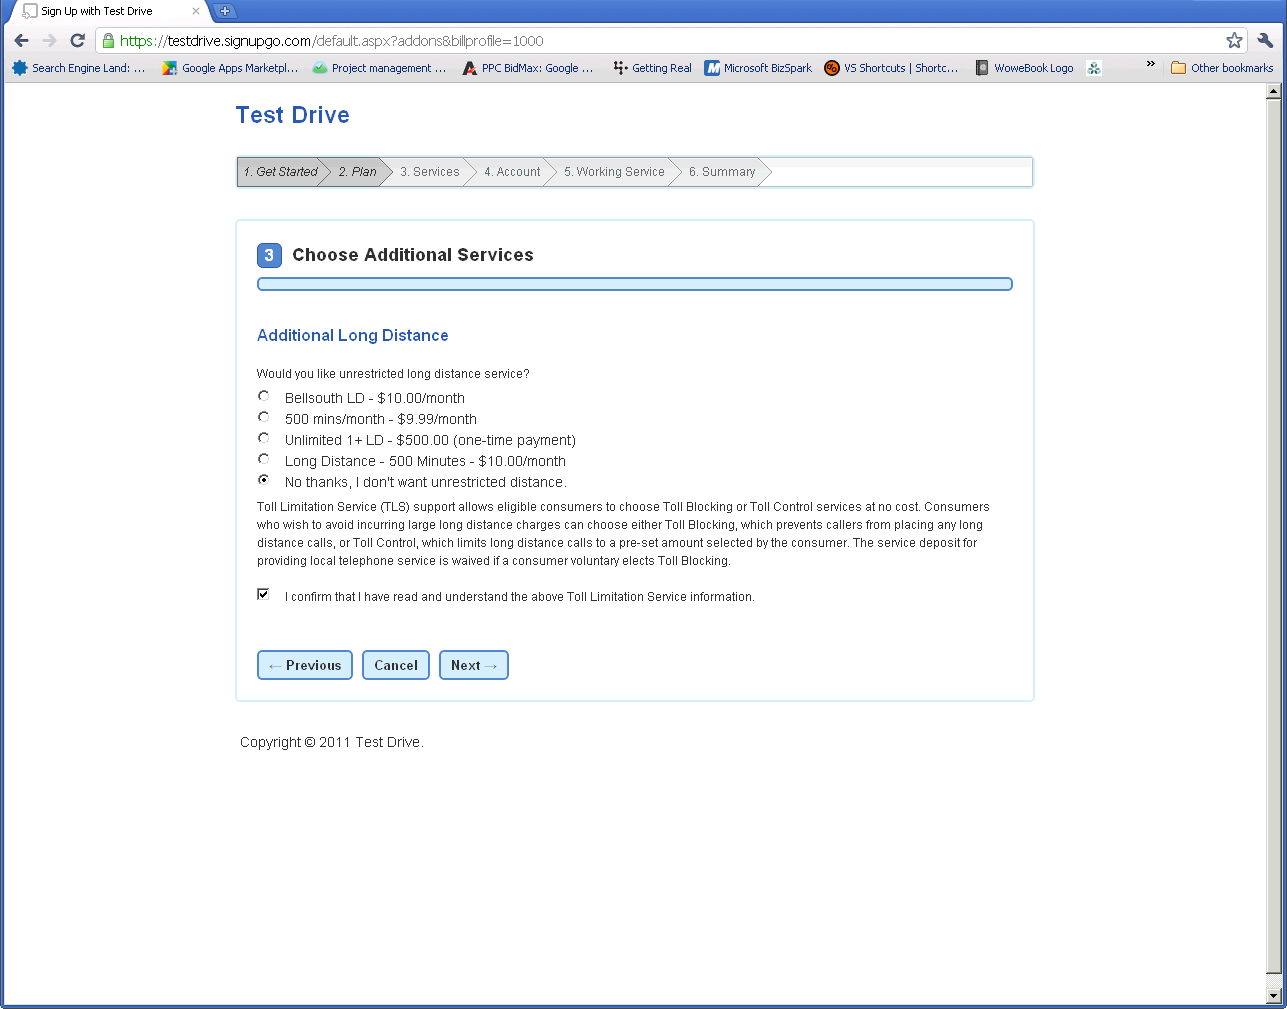 Sign Up with Test Drive
https://testdrive.signupgo.com/default.aspx?addons&billprofile=1000
Search Engine Land: ... Google Apps Marketpl... Project management ... PPC BidMax: Google ... Getting Real Microsoft BizSpark VS Shortcuts | Shortc... WoweBook Logo » Other bookmarks
Test Drive
1. Get Started 2. Plan 3. Services 4. Account 5. Working Service 6. Summary
3 Choose Additional Services
Additional Long Distance
Would you like unrestricted long distance service?
Bellsouth LD - $10.00/month
500 mins/month - $9.99/month
Unlimited 1+ LD - $500.00 (one-time payment)
Long Distance - 500 Minutes - $10.00/month
No thanks, I don't want unrestricted distance.
Toll Limitation Service (TLS) support allows eligible consumers to choose Toll Blocking or Toll Control services at no cost. Consumers
who wish to avoid incurring large long distance charges can choose either Toll Blocking, which prevents callers from placing any long
distance calls, or Toll Control, which limits long distance calls to a pre-set amount selected by the consumer. The service deposit for
providing local telephone service is waived if a consumer voluntary elects Toll Blocking.
I confirm that I have read and understand the above Toll Limitation Service information.
← Previous Cancel Next →
Copyright © 2011 Test Drive.